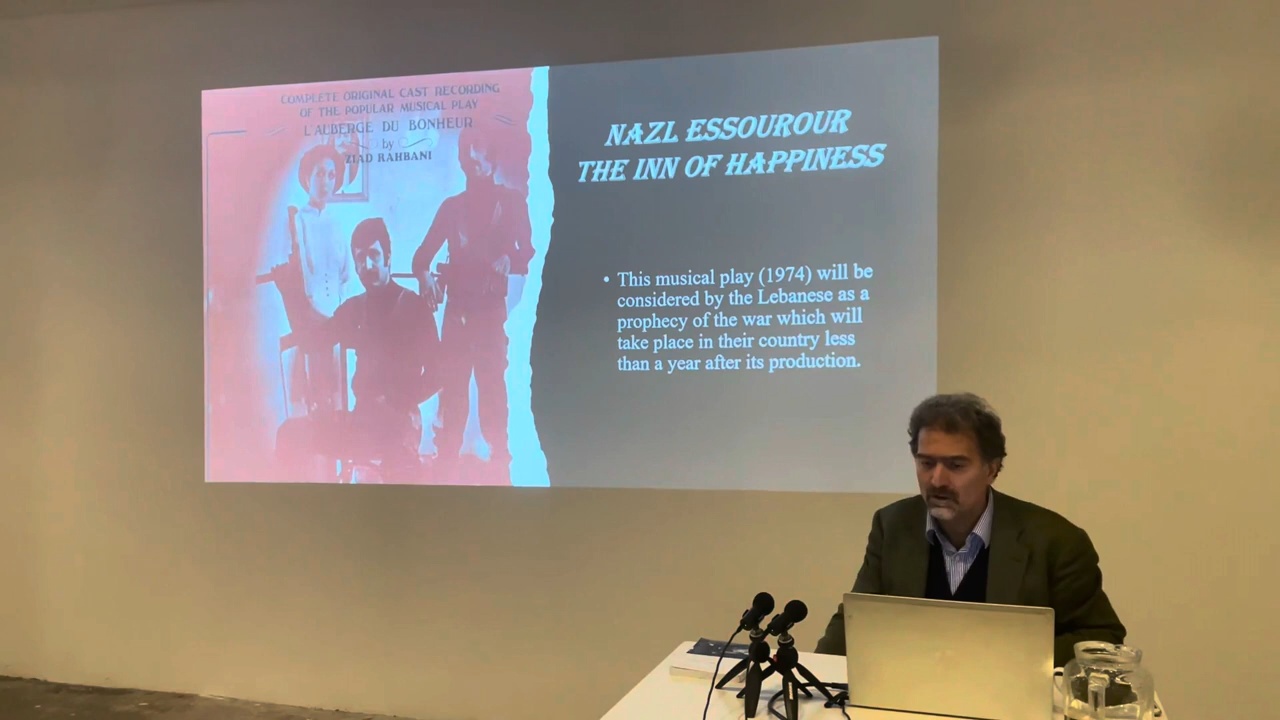 COMPLETE ORIGINAL CAST RECORDING
OF THE POPULAR MUSICAL PLAY
L'AUBERGE DU BONHEUR
by
ZIAD RAHBANI
NAZL ESSOUROUR
THE INN OF HAPPINESS
• This musical play (1974) will be
considered by the Lebanese as a
prophecy of the war which will
take place in their country less
than a year after its production.